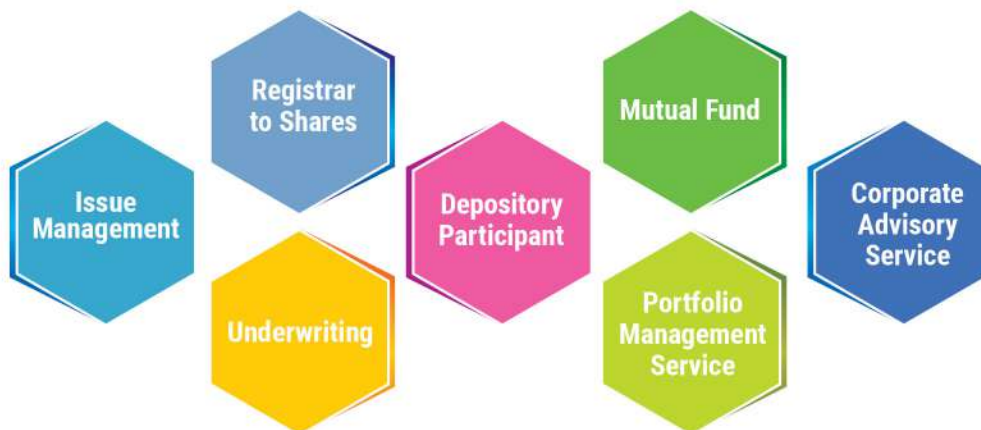 Registrar
to Shares
Mutual Fund
Issue
Management
Depository
Participant
Corporate
Advisory
Service
Underwriting
Portfolio
Management
Service